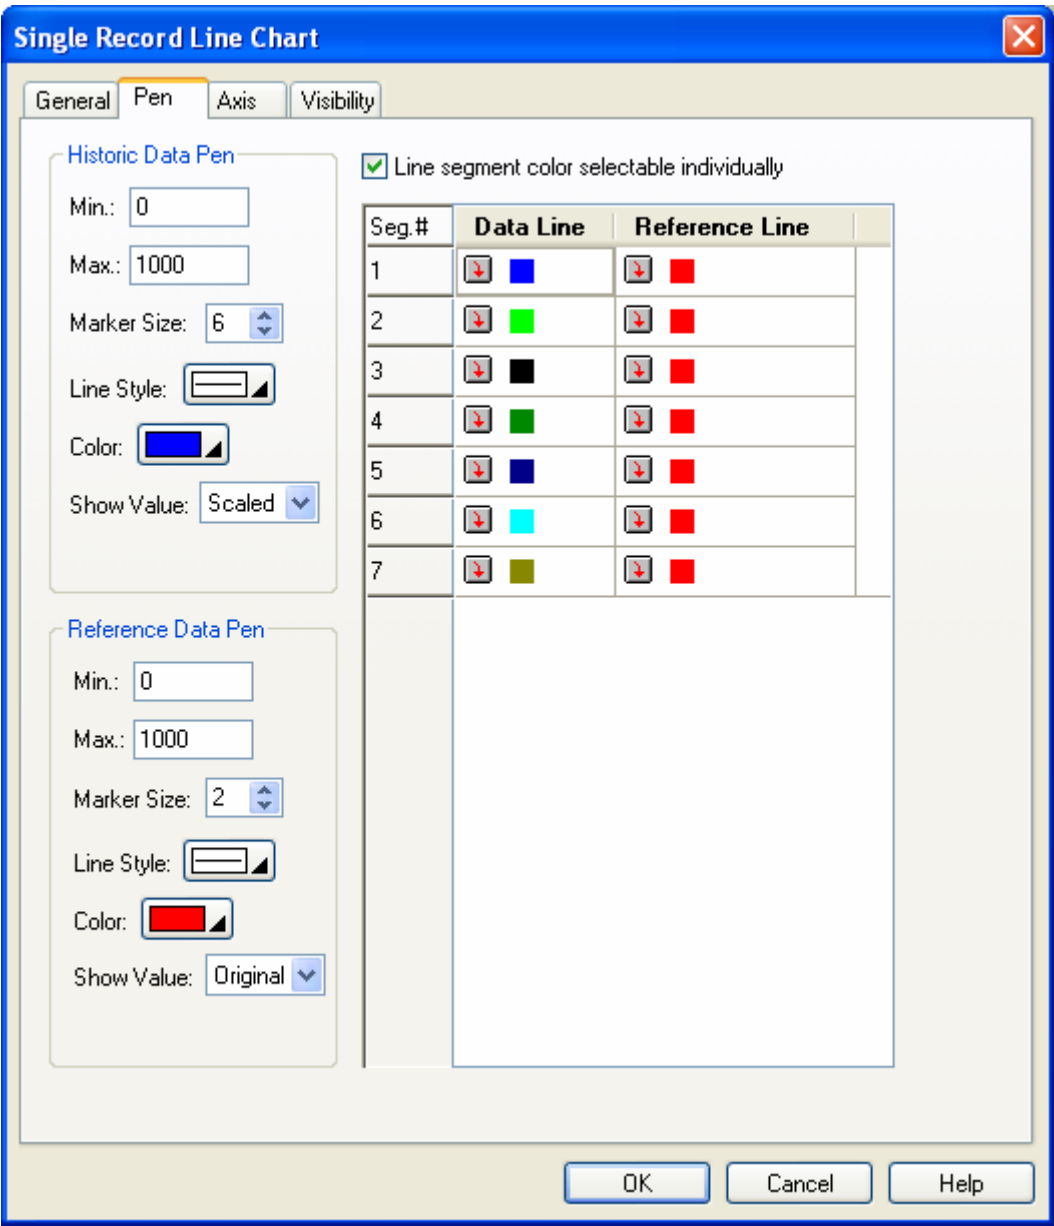 Single Record Line Chart
General Pen Axis Visibility
Historic Data Pen
Min.: 0
Max.: 1000
Marker Size: 6
Line Style:
Color:
Show Value: Scaled
Reference Data Pen
Min.: 0
Max.: 1000
Marker Size: 2
Line Style:
Color:
Show Value: Original
Line segment color selectable individually
Seg.# Data Line Reference Line
1
2
3
4
5
6
7
OK Cancel Help